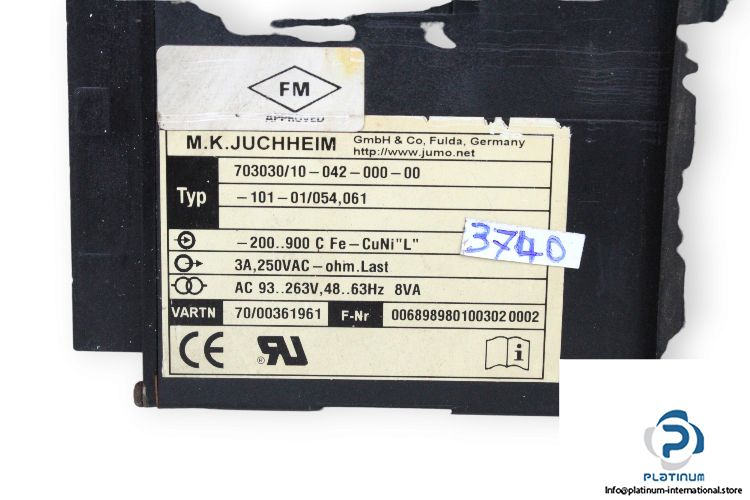 FM
APPROVED
M.K.JUCHHEIM GmbH & Co, Fulda, Germany
http://www.jumo.net
Typ
703030/10-042-000-00
-101-01/054,061
-200..900 C Fe-CuNi"L"
3740
3A,250VAC-ohm.Last
AC 93..263V,48..63Hz 8VA
VARTN 70/00361961 F-Nr 0068989801003020002
CE ® RU i
P
PLATINUM
Info@platinum-international.store